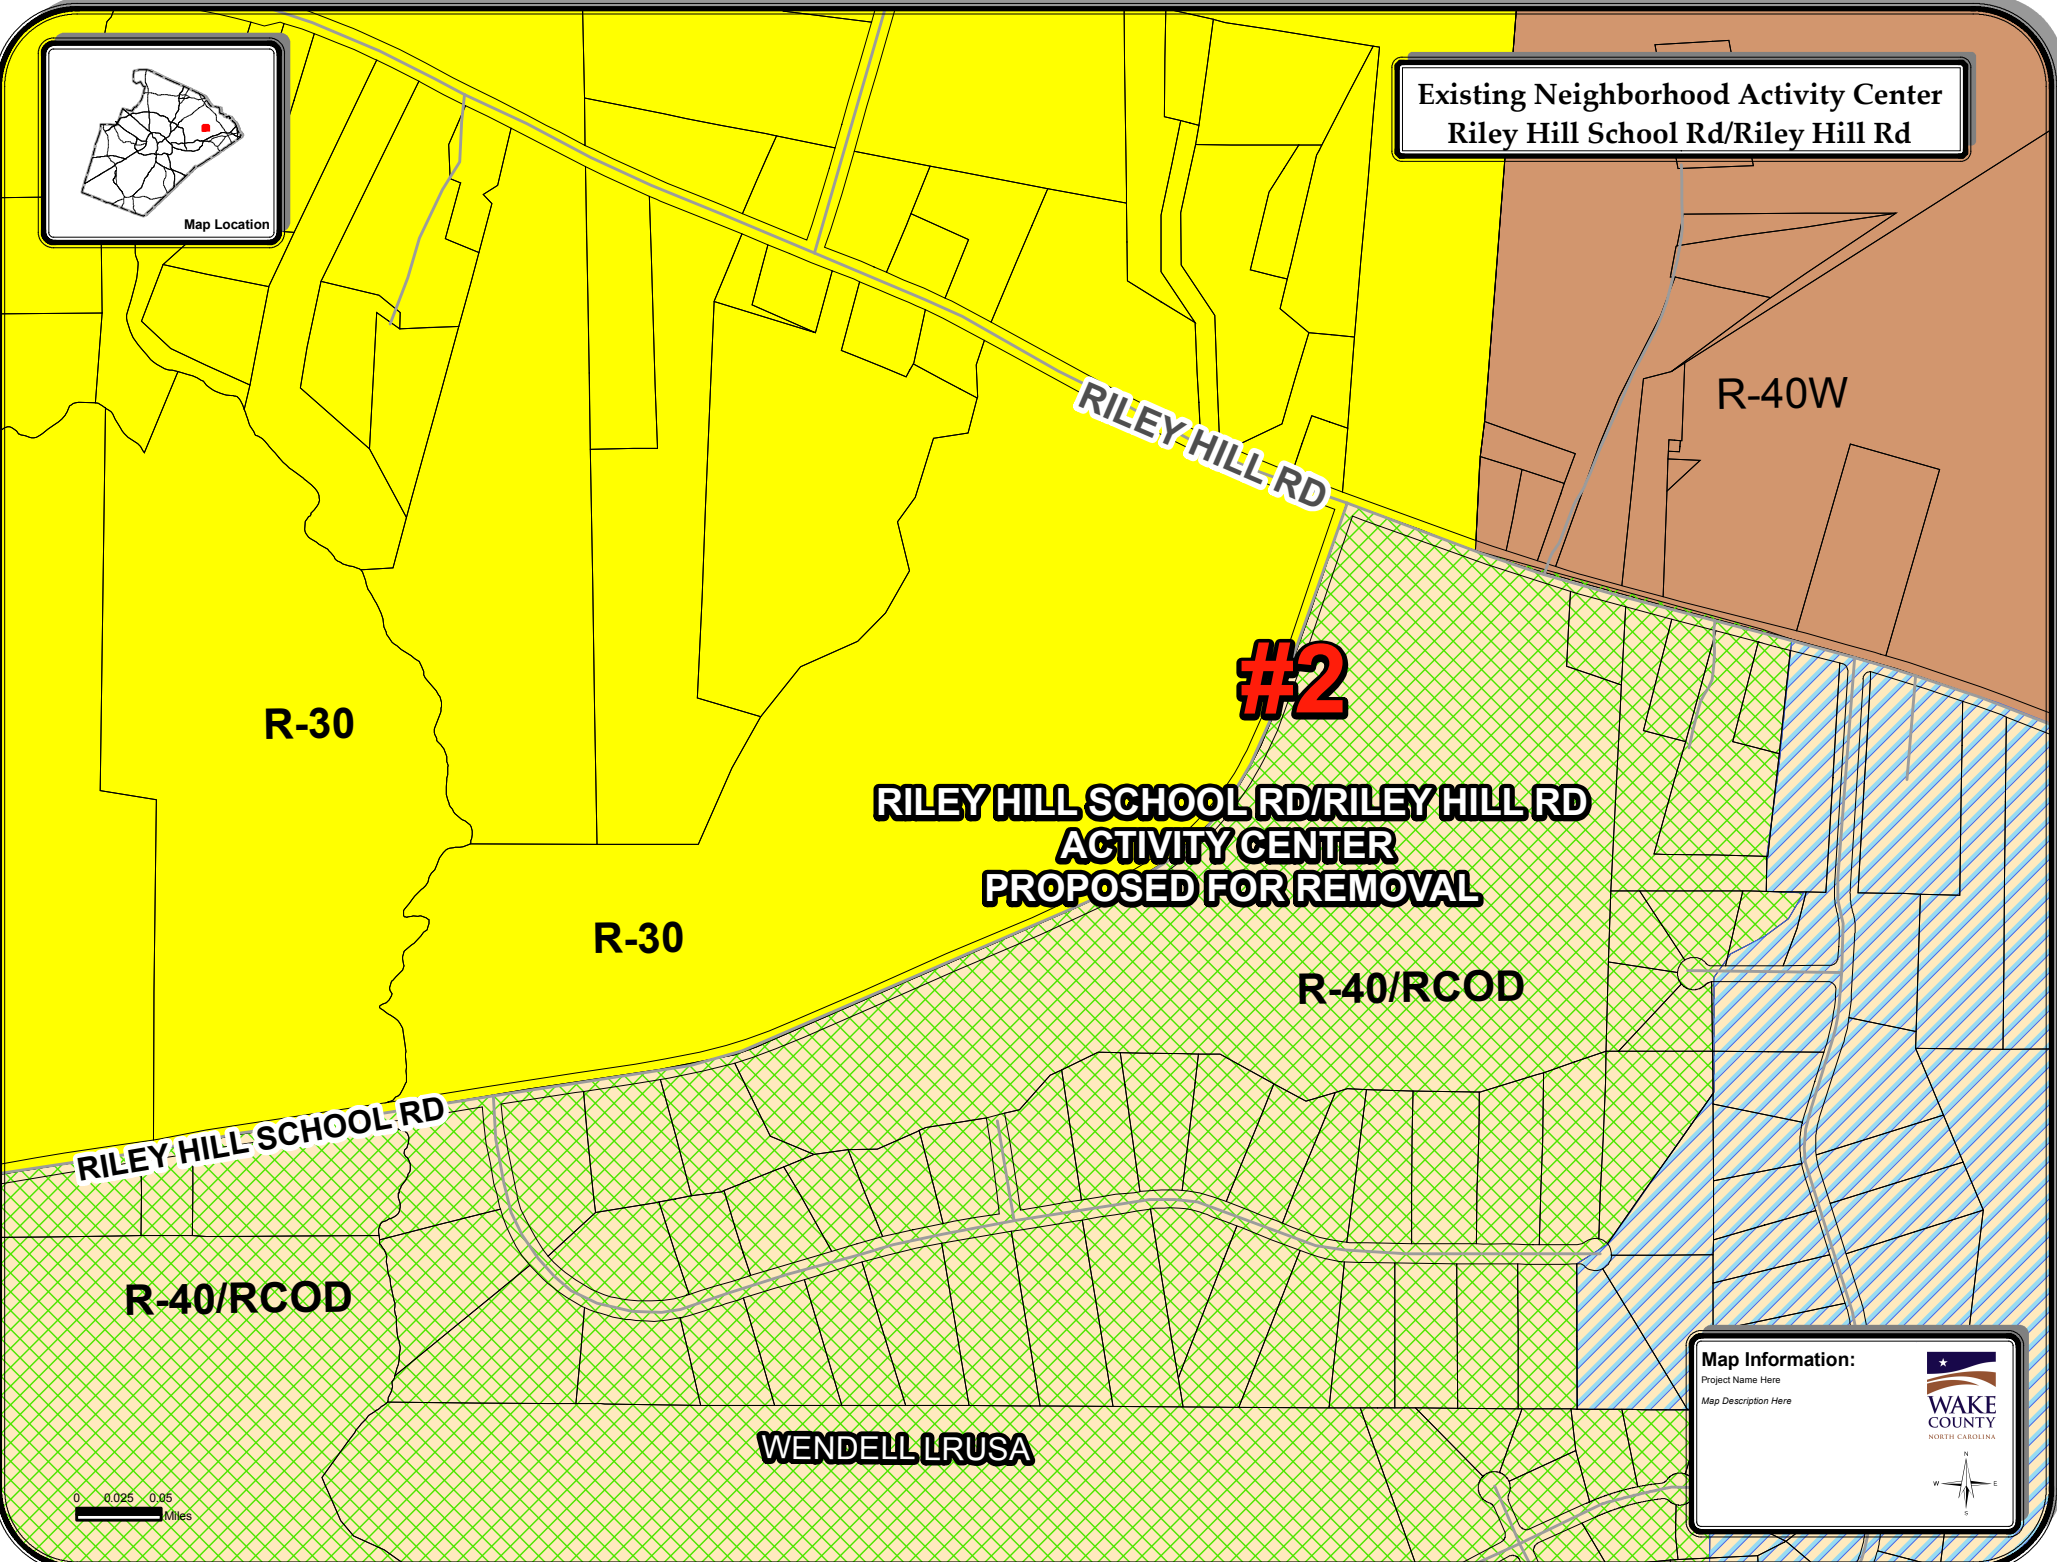 Existing Neighborhood Activity Center
Riley Hill School Rd/Riley Hill Rd
Map Location
R-40W
RILEY HILL RD
#2
R-30
RILEY HILL SCHOOL RD/RILEY HILL RD
ACTIVITY CENTER
PROPOSED FOR REMOVAL
R-30
R-40/RCOD
RILEY HILL SCHOOL RD
R-40/RCOD
WENDELL LRUSA
0 0.025 0.05
Miles
Map Information:
Project Name Here
Map Description Here
WAKE
COUNTY
NORTH CAROLINA
N
W E
S